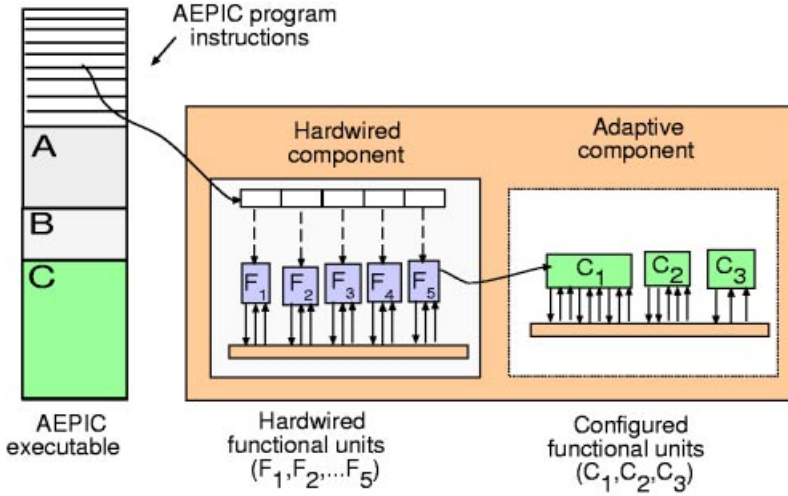 AEPIC program
instructions
A
B
C
AEPIC
executable
Hardwired
component
Adaptive
component
F1
F2
F3
F4
F5
C1
C2
C3
Hardwired
functional units
(F1,F2,...F5)
Configured
functional units
(C1,C2,C3)